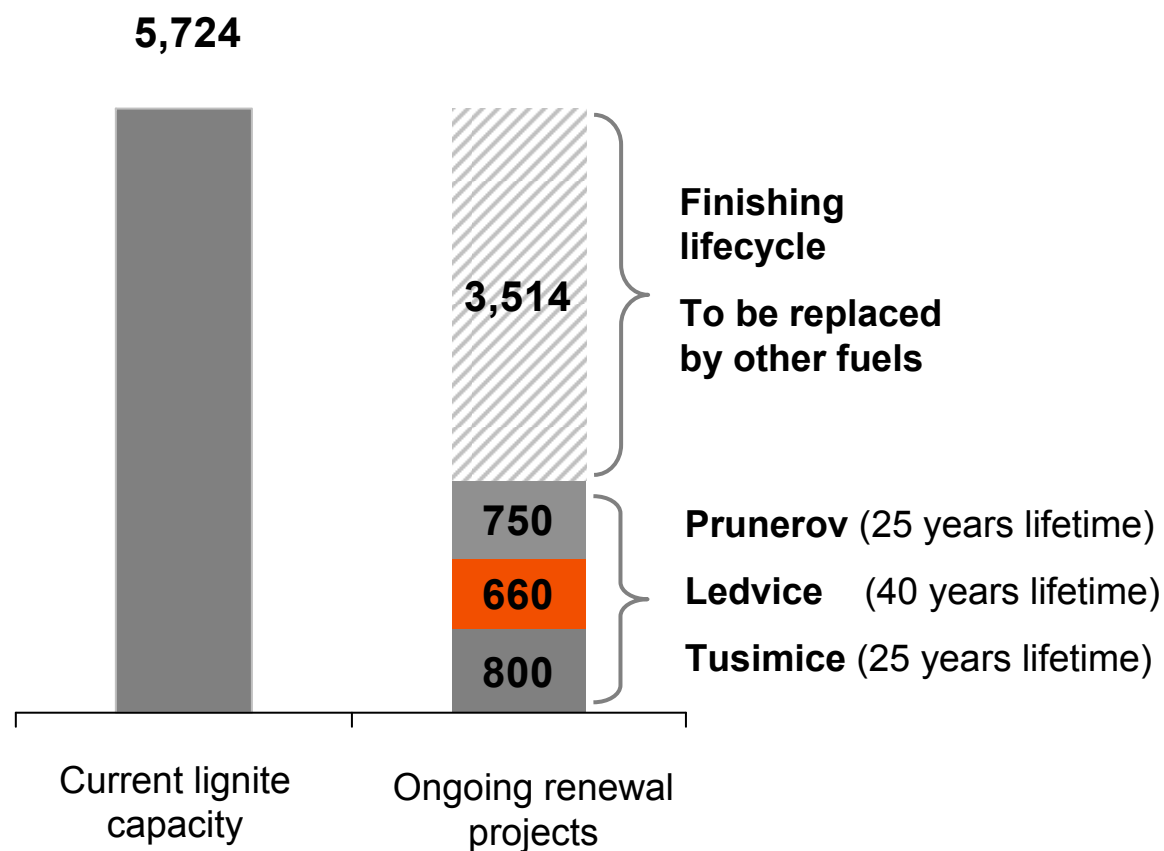 5,724
3,514
Finishing
lifecycle
To be replaced
by other fuels
750
660
800
Prunerov (25 years lifetime)
Ledvice (40 years lifetime)
Tusimice (25 years lifetime)
Current lignite
capacity
Ongoing renewal
projects